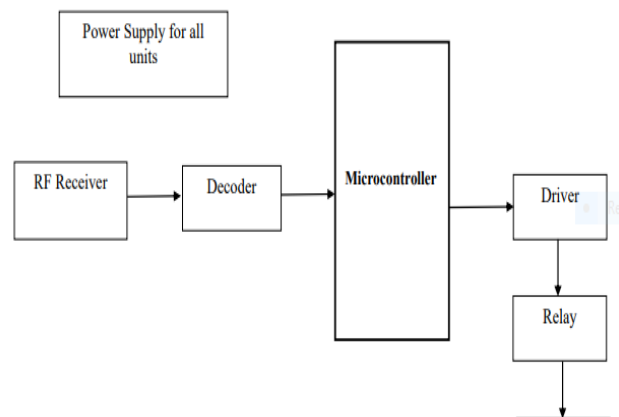 Power Supply for all
units
RF Receiver
Decoder
Microcontroller
Driver
Relay